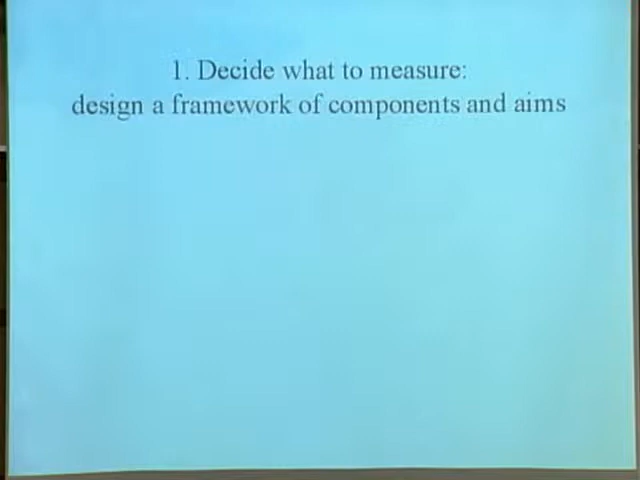 1. Decide what to measure:
design a framework of components and aims